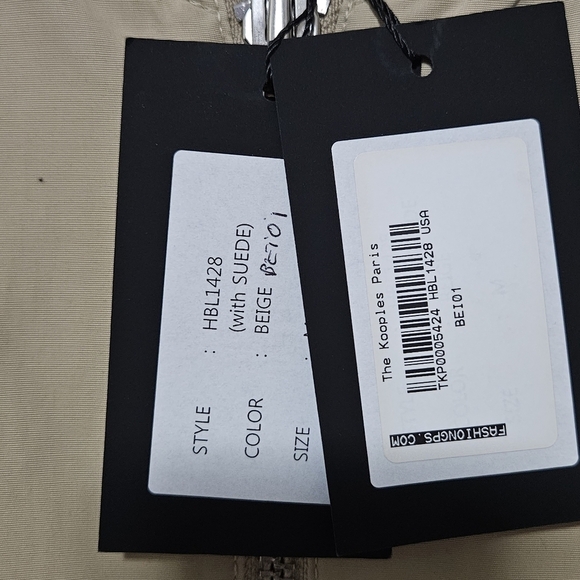 STYLE : HBL1428
(with SUEDE)
COLOR : BEIGE BEI01
SIZE :
The Kooples Paris
TKP0005424 HBL1428 USA
BEI01
FASHIONGPS.COM